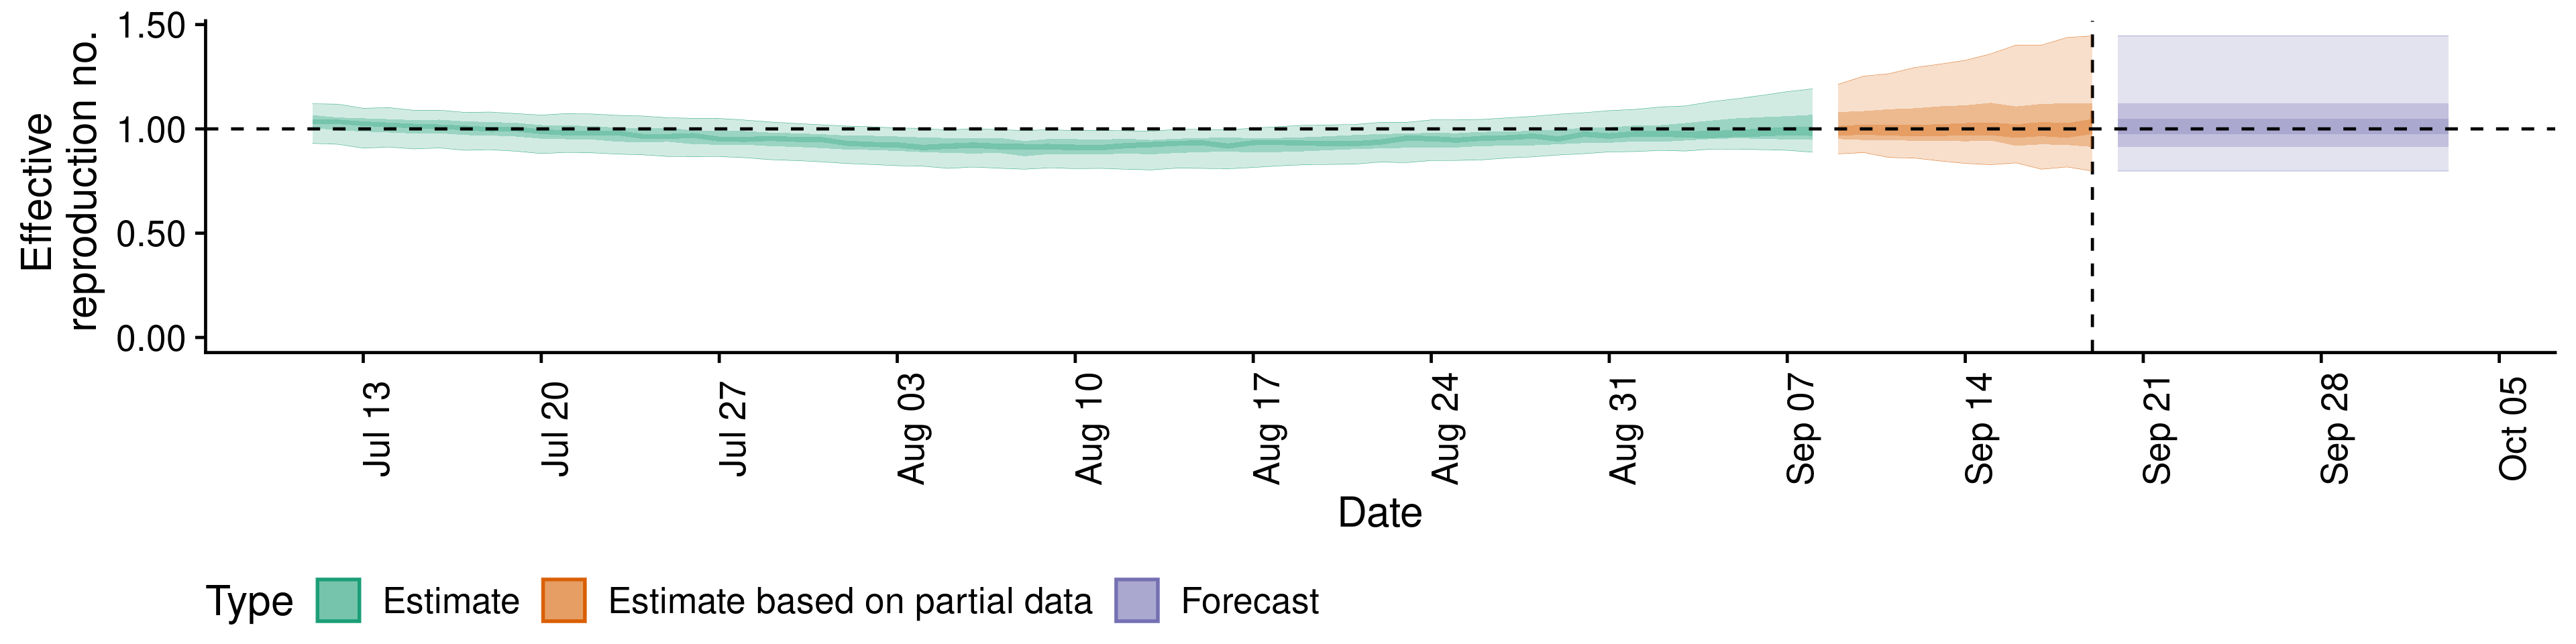 Effective
reproduction no.
1.50
1.00
0.50
0.00
Jul 13
Jul 20
Jul 27
Aug 03
Aug 10
Aug 17
Aug 24
Aug 31
Sep 07
Sep 14
Sep 21
Sep 28
Oct 05
Date
Type Estimate Estimate based on partial data Forecast